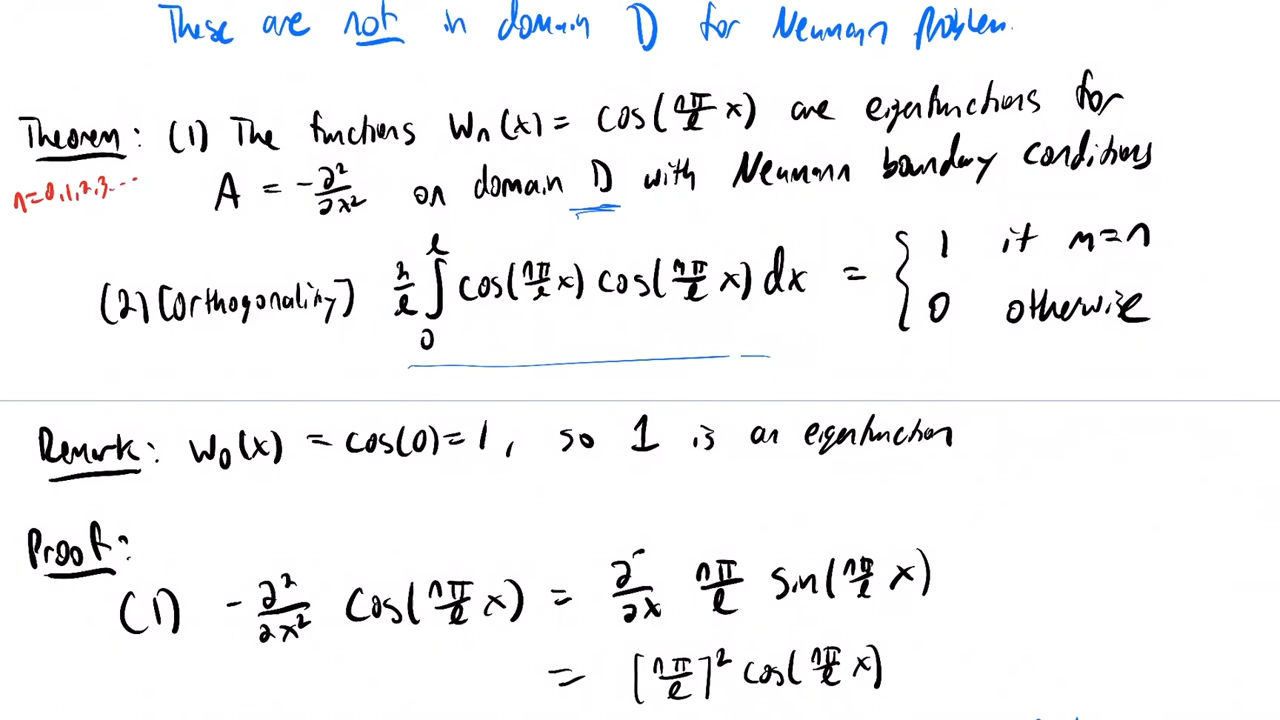 These are not in domain D for Neumann Problem.
Theorem: (1) The functions Wₙ(x) = cos(nπ/ℓ x) are eigenfunctions for
n=0,1,2,3...
A = -∂²/∂x² on domain D with Neumann boundary conditions
(2) (Orthogonality) 2/ℓ ∫₀^ℓ cos(nπ/ℓ x) cos(mπ/ℓ x) dx = { 1 if m=n
0 otherwise
Remark: W₀(x) = cos(0) = 1, so 1 is an eigenfunction
Proof:
(1) -∂²/∂x² cos(nπ/ℓ x) = ∂/∂x nπ/ℓ sin(nπ/ℓ x)
= [nπ/ℓ]² cos(nπ/ℓ x)